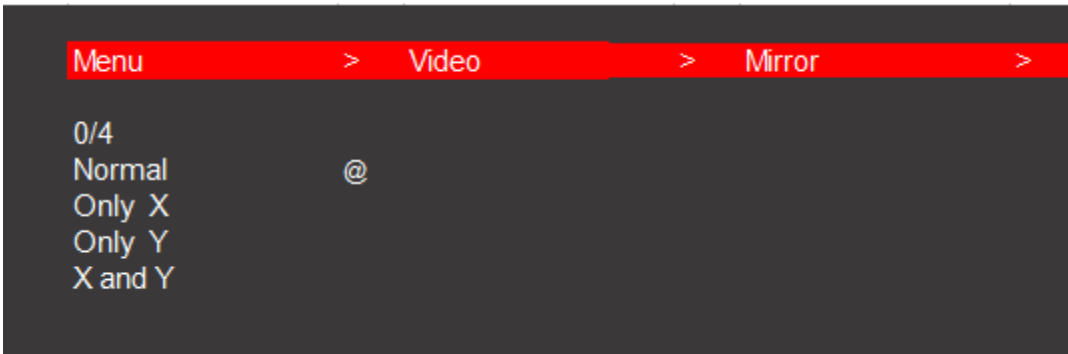 Menu > Video > Mirror >
0/4
Normal @
Only X
Only Y
X and Y